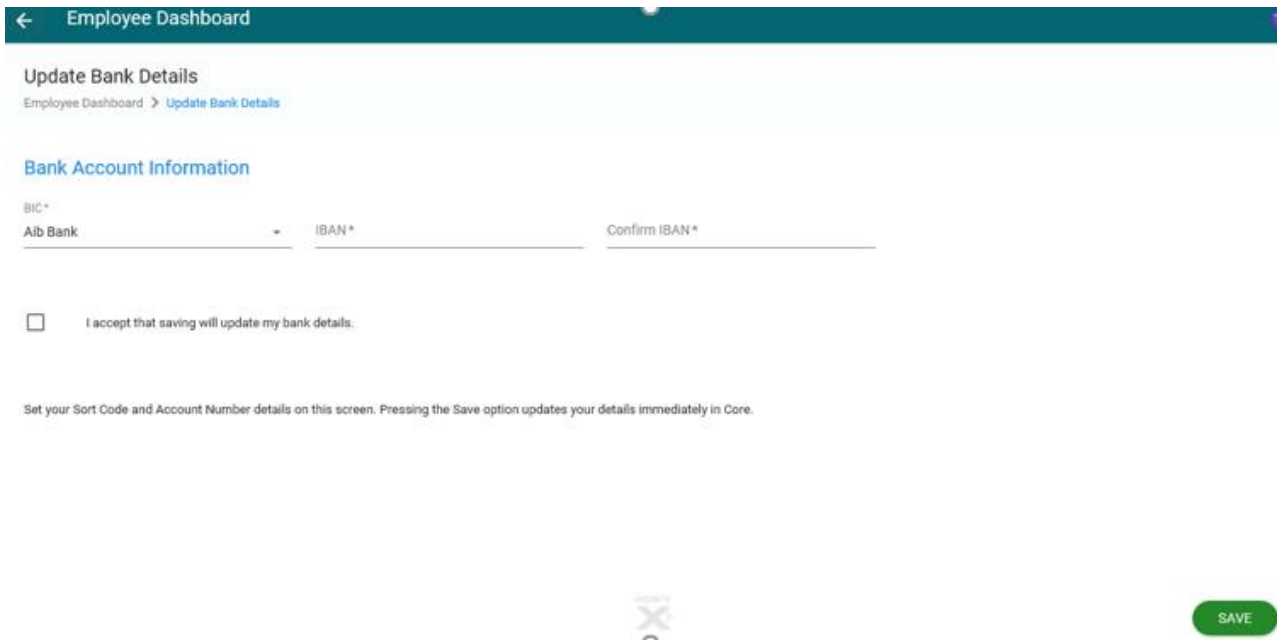 Employee Dashboard
Update Bank Details
Employee Dashboard > Update Bank Details
Bank Account Information
BIC*
Aib Bank
IBAN*
Confirm IBAN*
I accept that saving will update my bank details.
Set your Sort Code and Account Number details on this screen. Pressing the Save option updates your details immediately in Core.
SAVE